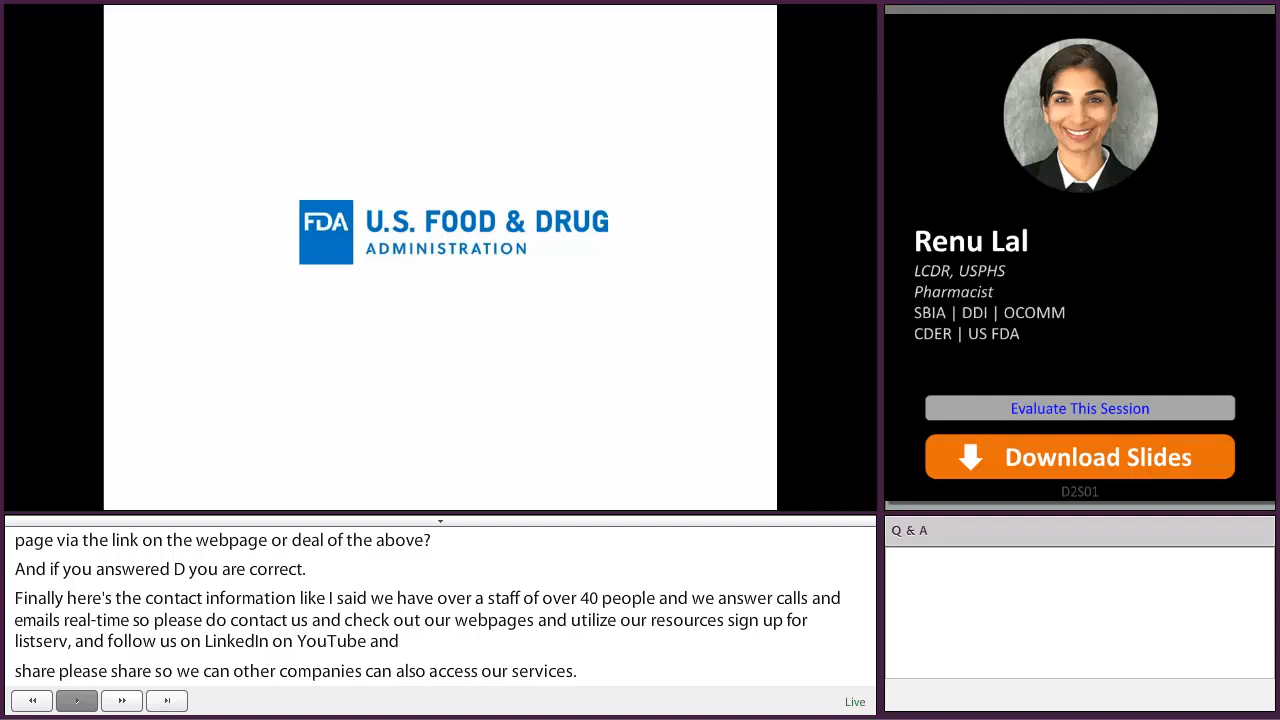 FDA U.S. FOOD & DRUG
ADMINISTRATION
Renu Lal
LCDR, USPHS
Pharmacist
SBIA | DDI | OCOMM
CDER | US FDA
Evaluate This Session
Download Slides
D2S01
page via the link on the webpage or deal of the above?
And if you answered D you are correct.
Finally here's the contact information like I said we have over a staff of over 40 people and we answer calls and
emails real-time so please do contact us and check out our webpages and utilize our resources sign up for
listserv, and follow us on LinkedIn on YouTube and
share please share so we can other companies can also access our services.
Live
Q & A